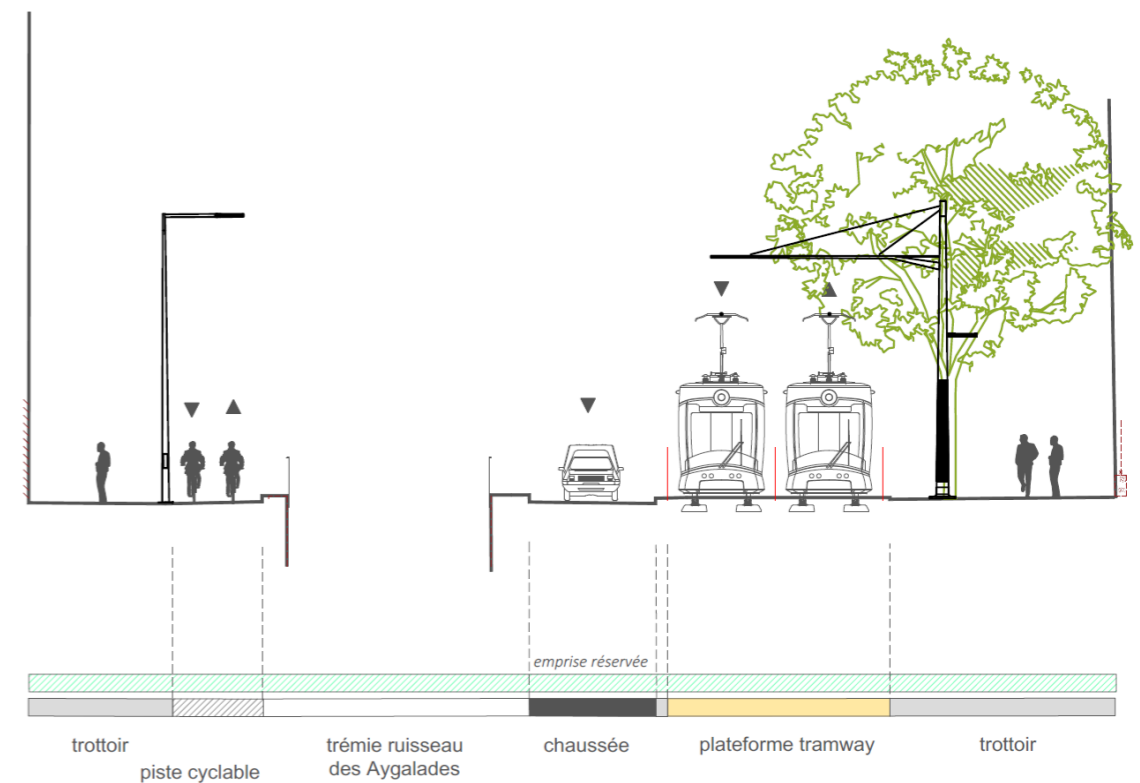 emprise réservée
trottoir
piste cyclable
trémie ruisseau
des Aygalades
chaussée
plateforme tramway
trottoir